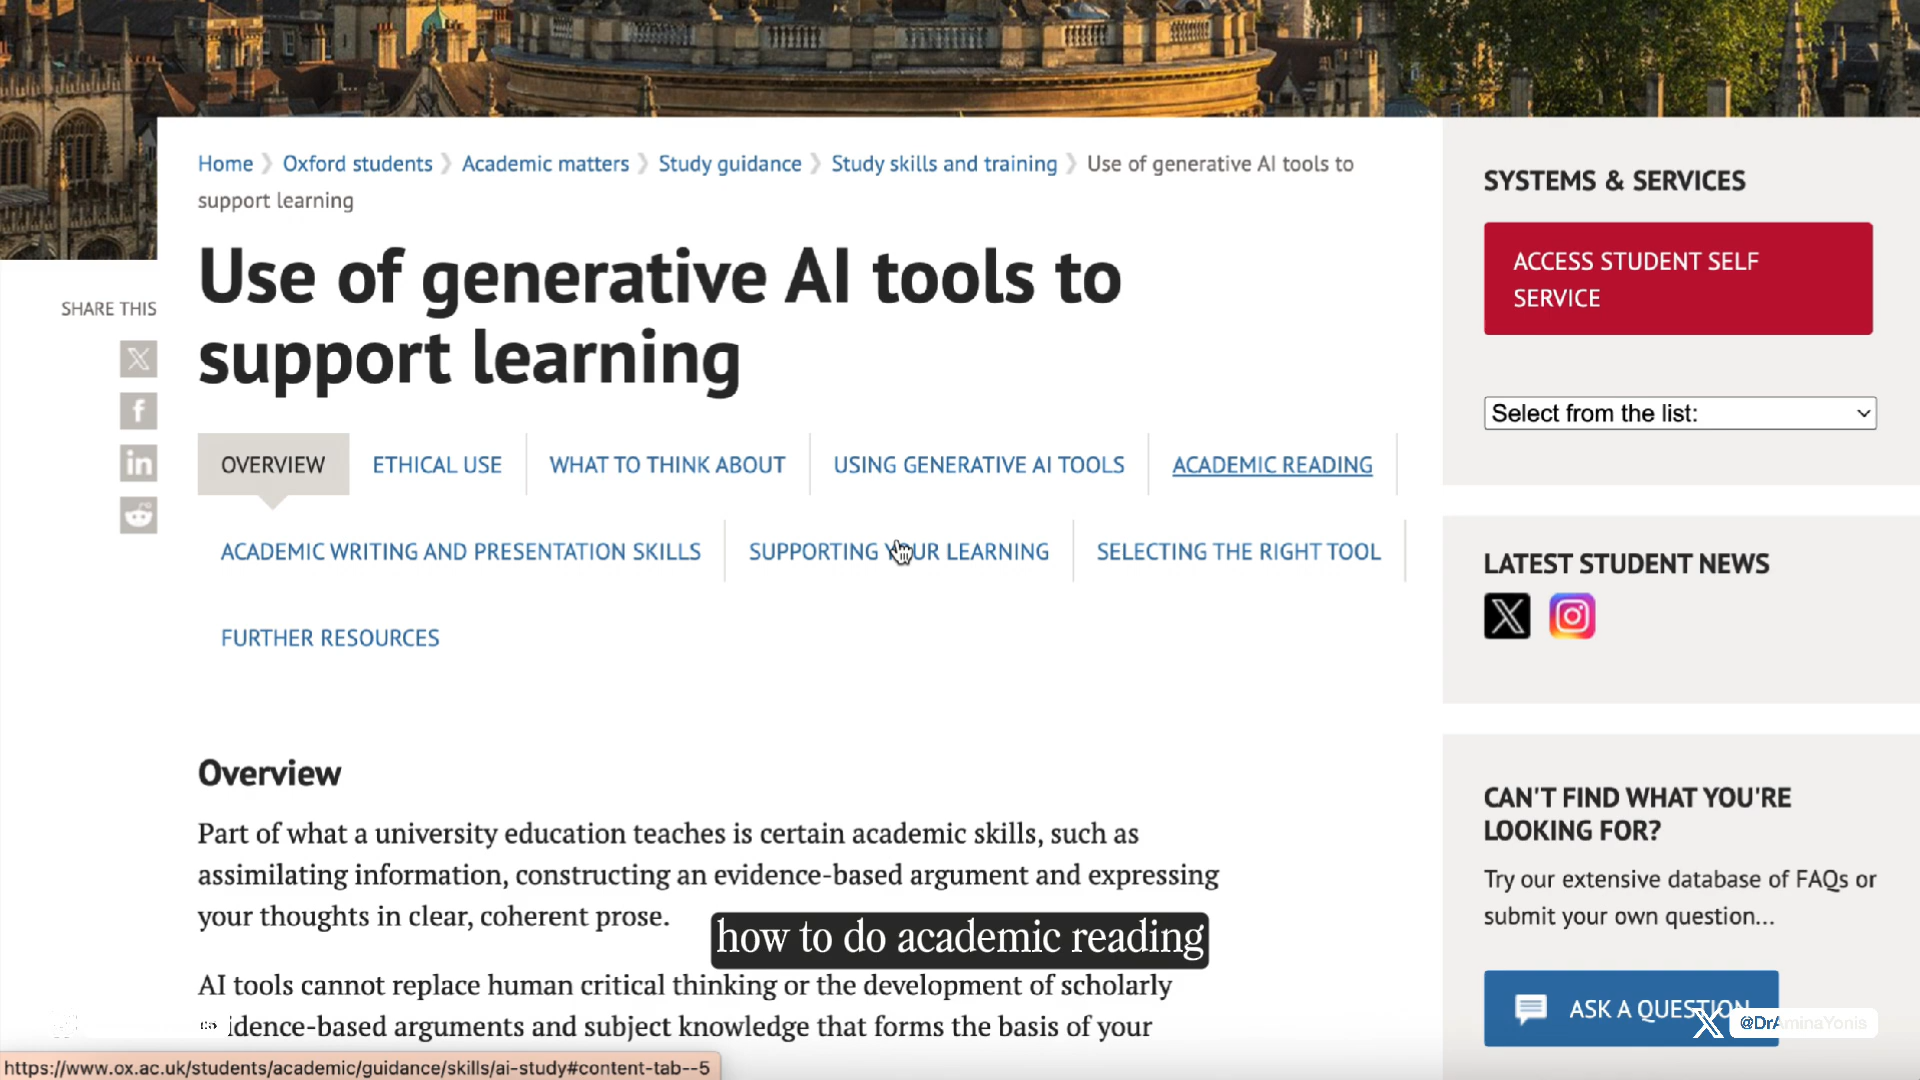 Home > Oxford students > Academic matters > Study guidance > Study skills and training > Use of generative AI tools to
support learning
Use of generative AI tools to
support learning
SHARE THIS
OVERVIEW
ETHICAL USE
WHAT TO THINK ABOUT
USING GENERATIVE AI TOOLS
ACADEMIC READING
ACADEMIC WRITING AND PRESENTATION SKILLS
SUPPORTING YOUR LEARNING
SELECTING THE RIGHT TOOL
FURTHER RESOURCES
Overview
Part of what a university education teaches is certain academic skills, such as
assimilating information, constructing an evidence-based argument and expressing
your thoughts in clear, coherent prose.
how to do academic reading
AI tools cannot replace human critical thinking or the development of scholarly
idence-based arguments and subject knowledge that forms the basis of your
https://www.ox.ac.uk/students/academic/guidance/skills/ai-study#content-tab--5
SYSTEMS & SERVICES
ACCESS STUDENT SELF
SERVICE
Select from the list:
LATEST STUDENT NEWS
CAN'T FIND WHAT YOU'RE
LOOKING FOR?
Try our extensive database of FAQs or
submit your own question...
ASK A QUESTION
@DrAminaYonis